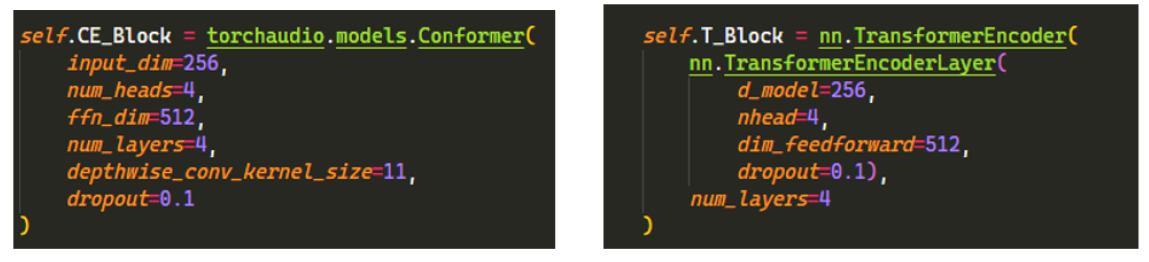 self.CE_Block = torchaudio.models.Conformer(
    input_dim=256,
    num_heads=4,
    ffn_dim=512,
    num_layers=4,
    depthwise_conv_kernel_size=11,
    dropout=0.1
)
self.T_Block = nn.TransformerEncoder(
    nn.TransformerEncoderLayer(
        d_model=256,
        nhead=4,
        dim_feedforward=512,
        dropout=0.1),
    num_layers=4
)